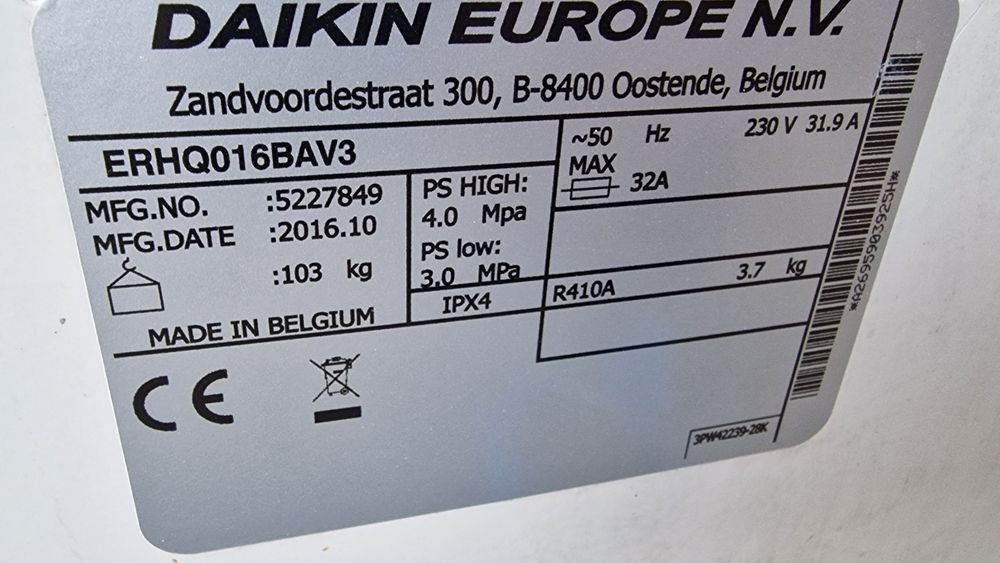 DAIKIN EUROPE N.V.
Zandvoordestraat 300, B-8400 Oostende, Belgium
ERHQ016BAV3
~50 Hz 230 V 31.9 A
MAX
32A
MFG.NO. :5227849
MFG.DATE :2016.10
:103 kg
PS HIGH:
4.0 Mpa
PS low:
3.0 MPa
IPX4
R410A 3.7 kg
MADE IN BELGIUM
CE
3PW42239-28K
*A2695903925H*